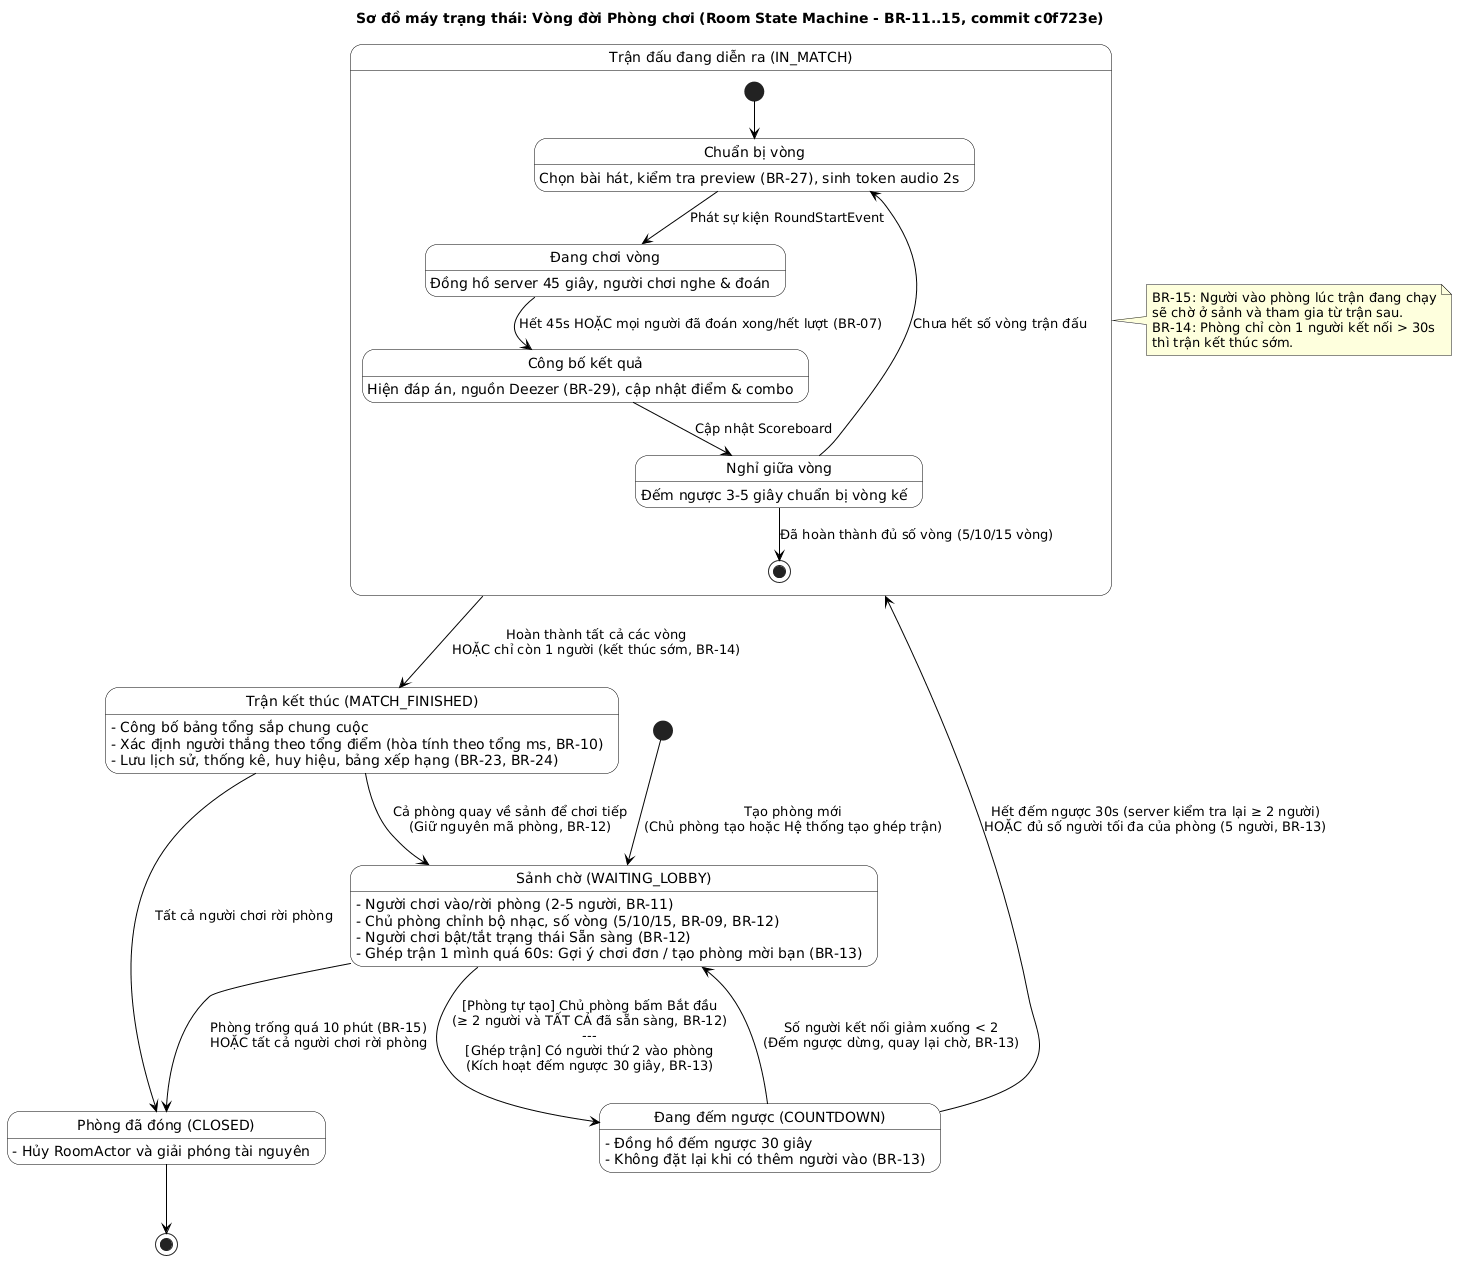 Sơ đồ máy trạng thái: Vòng đời Phòng chơi (Room State Machine - BR-11..15, commit c0f723e)
Trận đấu đang diễn ra (IN_MATCH)
Chuẩn bị vòng
Chọn bài hát, kiểm tra preview (BR-27), sinh token audio 2s
Phát sự kiện RoundStartEvent
Đang chơi vòng
Đồng hồ server 45 giây, người chơi nghe & đoán
Hết 45s HOẶC mọi người đã đoán xong/hết lượt (BR-07)
Chưa hết số vòng trận đấu
BR-15: Người vào phòng lúc trận đang chạy
sẽ chờ ở sảnh và tham gia từ trận sau.
BR-14: Phòng chỉ còn 1 người kết nối > 30s
thì trận kết thúc sớm.
Công bố kết quả
Hiện đáp án, nguồn Deezer (BR-29), cập nhật điểm & combo
Cập nhật Scoreboard
Nghỉ giữa vòng
Đếm ngược 3-5 giây chuẩn bị vòng kế
Đã hoàn thành đủ số vòng (5/10/15 vòng)
Hoàn thành tất cả các vòng
HOẶC chỉ còn 1 người (kết thúc sớm, BR-14)
Trận kết thúc (MATCH_FINISHED)
- Công bố bảng tổng sắp chung cuộc
- Xác định người thắng theo tổng điểm (hòa tính theo tổng ms, BR-10)
- Lưu lịch sử, thống kê, huy hiệu, bảng xếp hạng (BR-23, BR-24)
Cả phòng quay về sảnh để chơi tiếp
(Giữ nguyên mã phòng, BR-12)
Tạo phòng mới
(Chủ phòng tạo hoặc Hệ thống tạo ghép trận)
Hết đếm ngược 30s (server kiểm tra lại ≥ 2 người)
HOẶC đủ số người tối đa của phòng (5 người, BR-13)
Tất cả người chơi rời phòng
Sảnh chờ (WAITING_LOBBY)
- Người chơi vào/rời phòng (2-5 người, BR-11)
- Chủ phòng chỉnh bộ nhạc, số vòng (5/10/15, BR-09, BR-12)
- Người chơi bật/tắt trạng thái Sẵn sàng (BR-12)
- Ghép trận 1 mình quá 60s: Gợi ý chơi đơn / tạo phòng mời bạn (BR-13)
Phòng trống quá 10 phút (BR-15)
HOẶC tất cả người chơi rời phòng
[Phòng tự tạo] Chủ phòng bấm Bắt đầu
(≥ 2 người và TẤT CẢ đã sẵn sàng, BR-12)
---
[Ghép trận] Có người thứ 2 vào phòng
(Kích hoạt đếm ngược 30 giây, BR-13)
Số người kết nối giảm xuống < 2
(Đếm ngược dừng, quay lại chờ, BR-13)
Phòng đã đóng (CLOSED)
- Hủy RoomActor và giải phóng tài nguyên
Đang đếm ngược (COUNTDOWN)
- Đồng hồ đếm ngược 30 giây
- Không đặt lại khi có thêm người vào (BR-13)